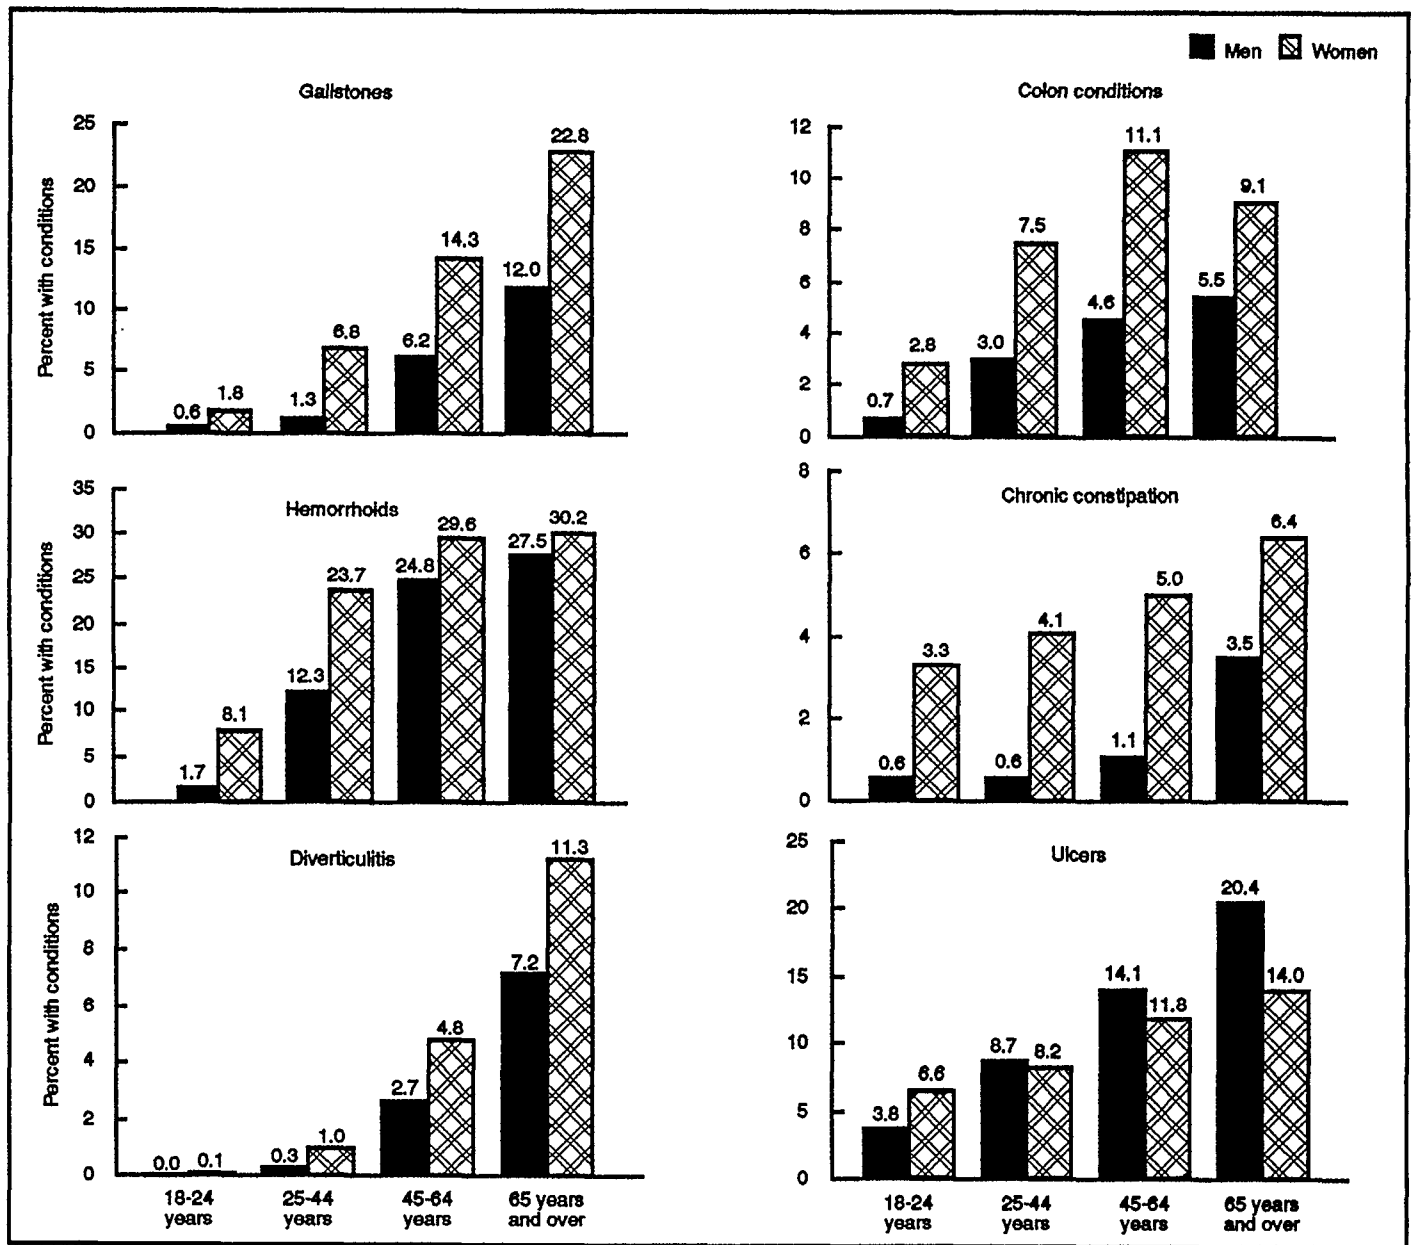 Men Women
Gallstones
Percent with conditions
25
20
15
10
5
0
0.6 1.8 1.3 6.8 6.2 14.3 12.0 22.8
Colon conditions
12
10
8
6
4
2
0
0.7 2.8 3.0 7.5 4.6 11.1 5.5 9.1
Hemorrhoids
Percent with conditions
35
30
25
20
15
10
5
0
1.7 8.1 12.3 23.7 24.8 29.6 27.5 30.2
Chronic constipation
8
6
4
2
0
0.6 3.3 0.6 4.1 1.1 5.0 3.5 6.4
Diverticulitis
Percent with conditions
12
10
8
6
4
2
0
0.0 0.1 0.3 1.0 2.7 4.8 7.2 11.3
18-24 25-44 45-64 65 years
years years years and over
Ulcers
25
20
15
10
5
0
3.8 6.6 8.7 8.2 14.1 11.8 20.4 14.0
18-24 25-44 45-64 65 years
years years years and over